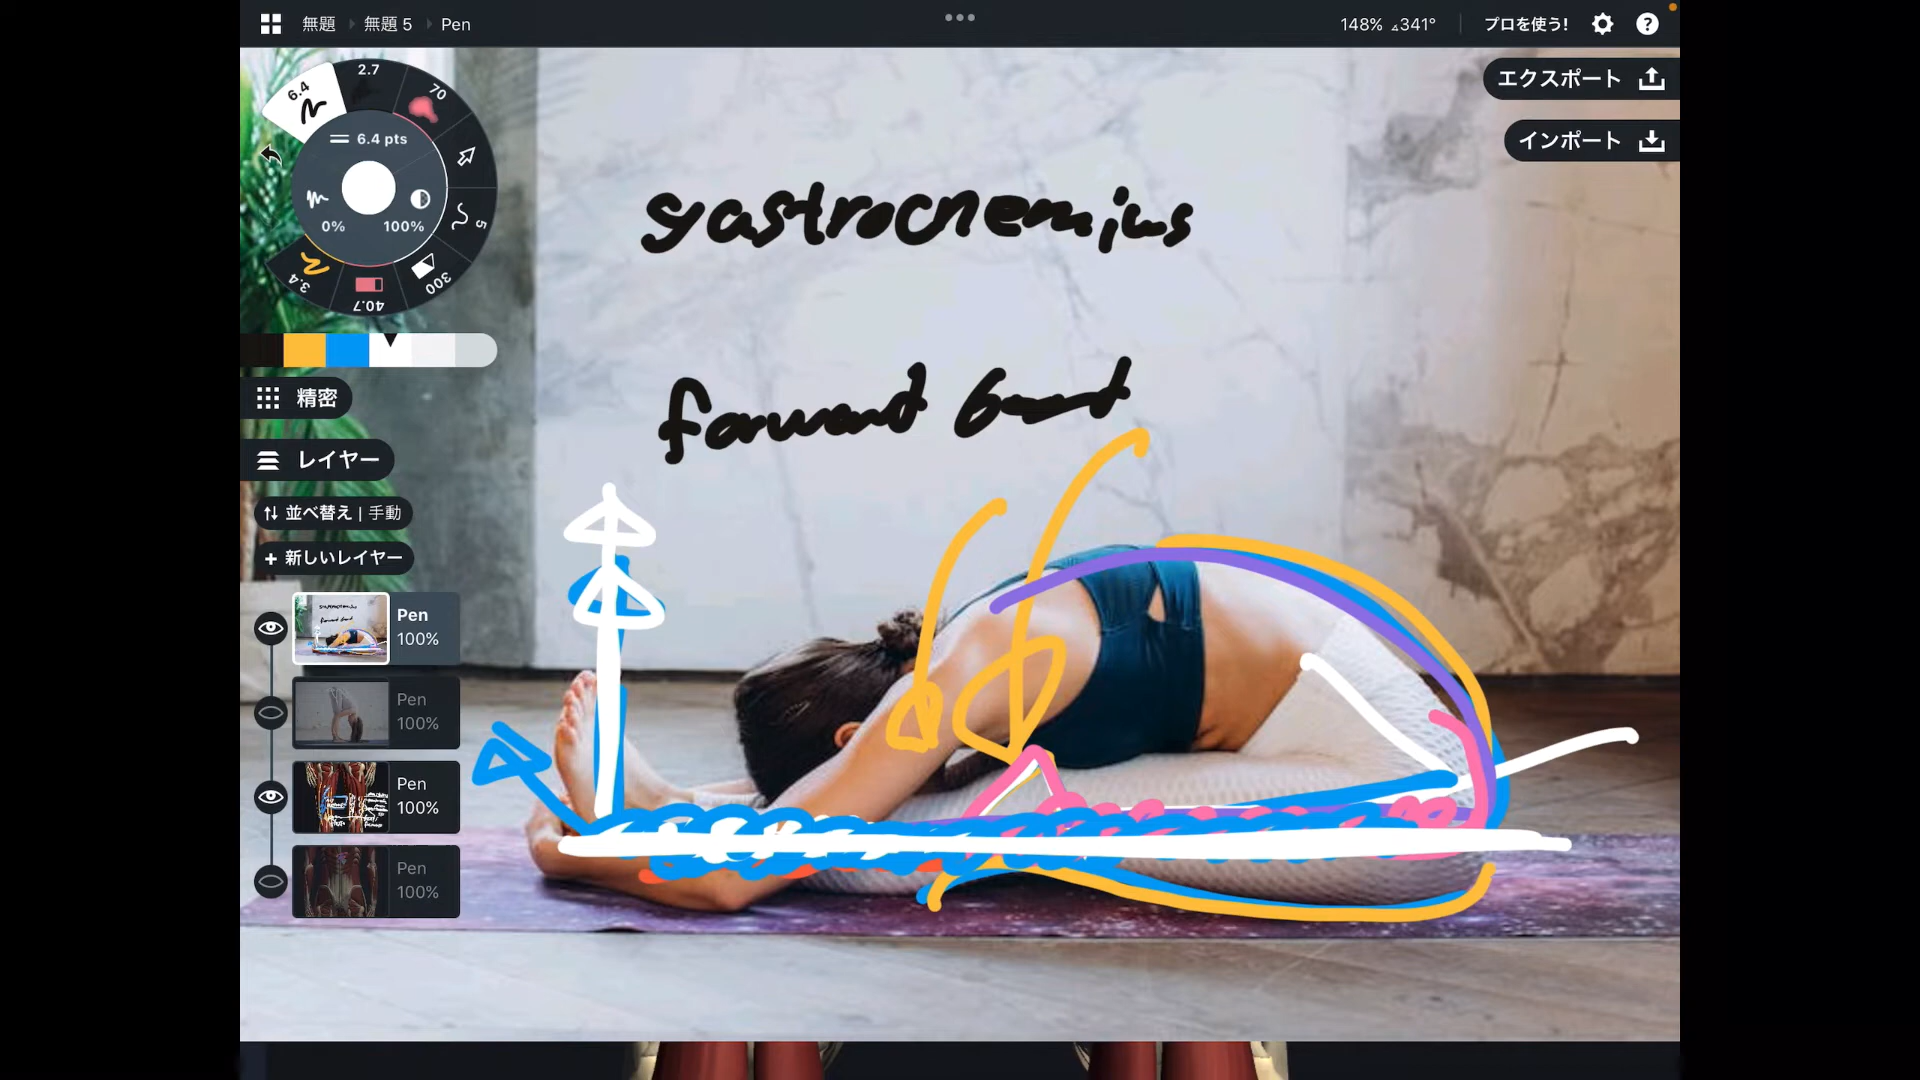 無題 無題 5 Pen
148% ⊿341°
プロを使う!
エクスポート
インポート
2.7
6.4
70
6.4 pts
0% 100%
5
3.4
40.7
300
精密
レイヤー
並べ替え | 手動
+ 新しいレイヤー
Pen
100%
Pen
100%
Pen
100%
Pen
100%
gastrocnemius
forward bend